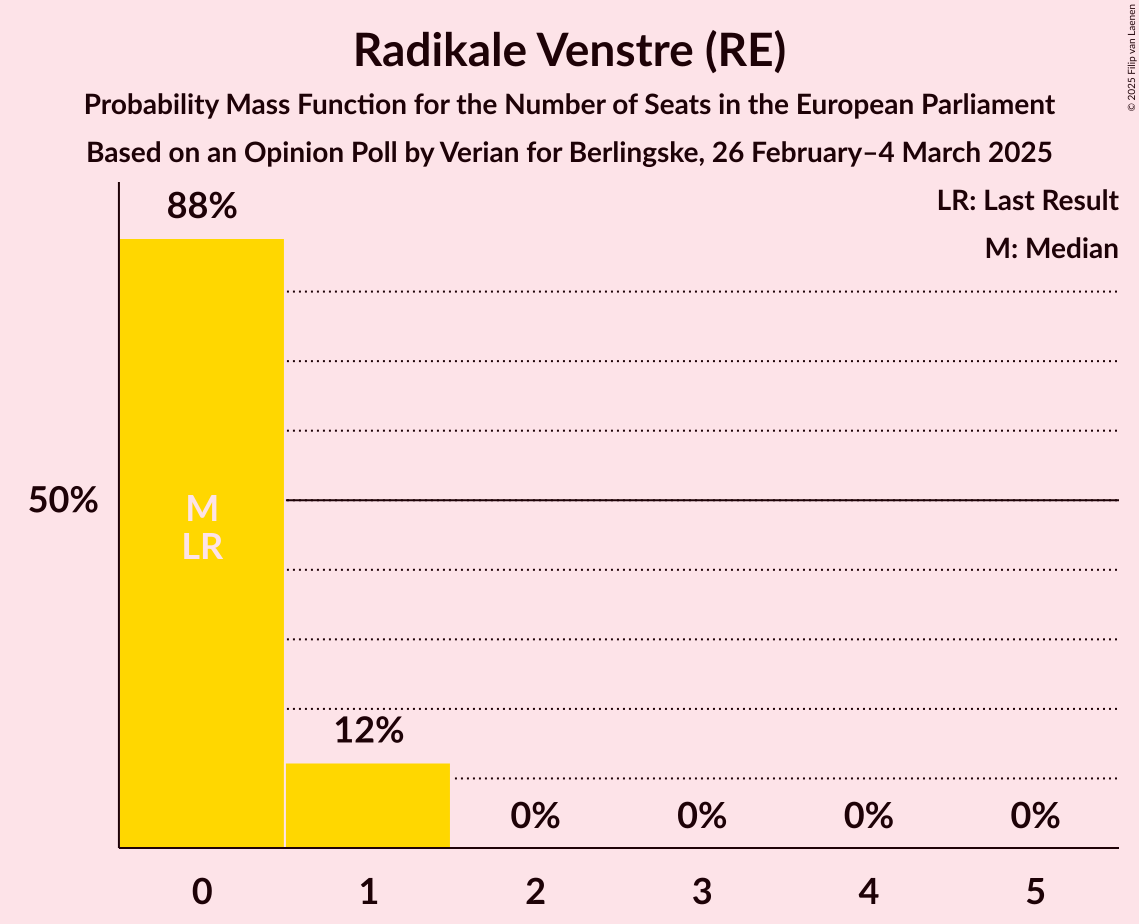 Radikale Venstre (RE)
Probability Mass Function for the Number of Seats in the European Parliament
Based on an Opinion Poll by Verian for Berlingske, 26 February–4 March 2025
© 2025 Filip van Laenen
LR: Last Result
M: Median
88%
50%
M
LR
12%
0%
0%
0%
0%
0
1
2
3
4
5